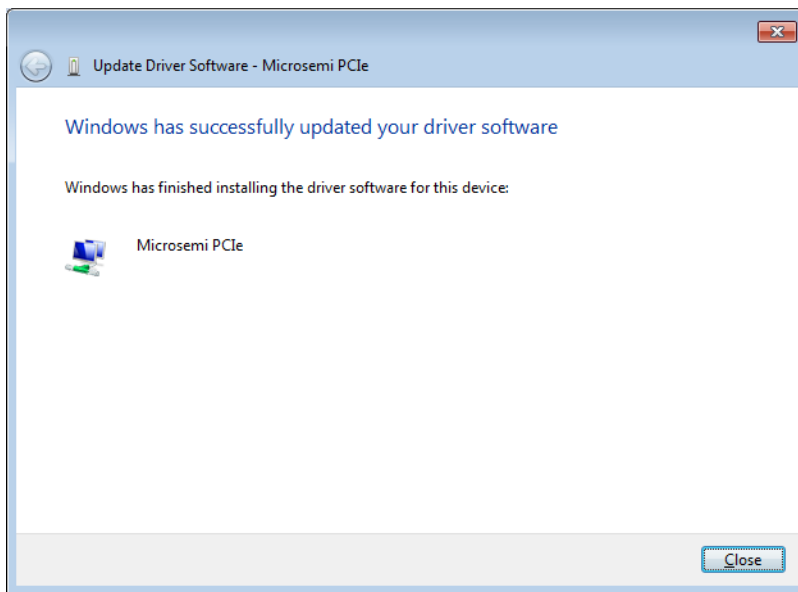 Update Driver Software - Microsemi PCIe
Windows has successfully updated your driver software
Windows has finished installing the driver software for this device:
Microsemi PCIe
Close